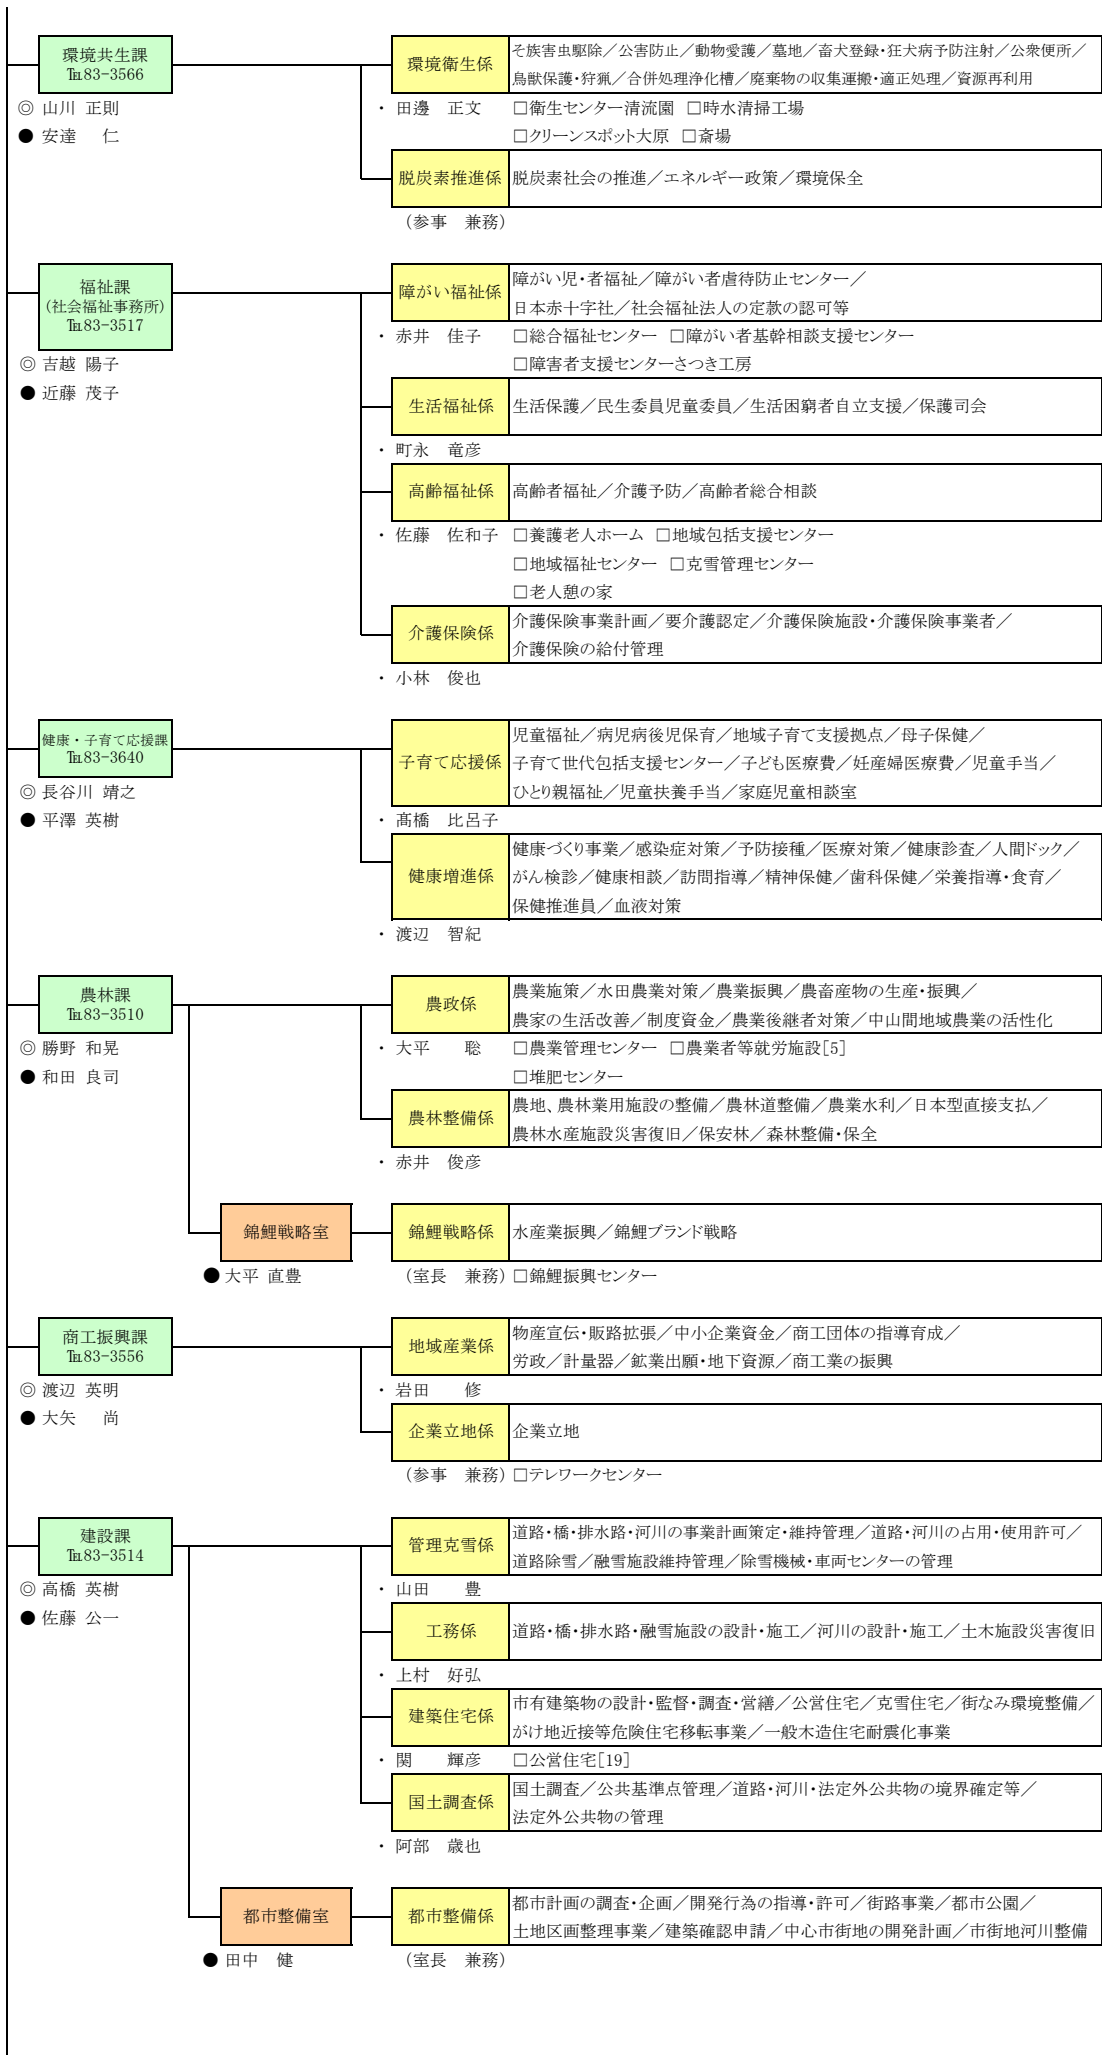 環境共生課
℡83-3566
環境衛生係
そ族害虫駆除／公害防止／動物愛護／墓地／畜犬登録・狂犬病予防注射／公衆便所／
鳥獣保護・狩猟／合併処理浄化槽／廃棄物の収集運搬・適正処理／資源再利用
◎ 山川 正則
● 安達 仁
・ 田邊 正文 □衛生センター清流園 □時水清掃工場
□クリーンスポット大原 □斎場
脱炭素推進係
脱炭素社会の推進／エネルギー政策／環境保全
(参事 兼務)
福祉課
(社会福祉事務所)
℡83-3517
障がい福祉係
障がい児・者福祉／障がい者虐待防止センター／
日本赤十字社／社会福祉法人の定款の認可等
◎ 吉越 陽子
● 近藤 茂子
・ 赤井 佳子 □総合福祉センター □障がい者基幹相談支援センター
□障害者支援センターさつき工房
生活福祉係
生活保護／民生委員児童委員／生活困窮者自立支援／保護司会
・ 町永 竜彦
高齢福祉係
高齢者福祉／介護予防／高齢者総合相談
・ 佐藤 佐和子 □養護老人ホーム □地域包括支援センター
□地域福祉センター □克雪管理センター
□老人憩の家
介護保険係
介護保険事業計画／要介護認定／介護保険施設・介護保険事業者／
介護保険の給付管理
・ 小林 俊也
健康・子育て応援課
℡83-3640
子育て応援係
児童福祉／病児病後児保育／地域子育て支援拠点／母子保健／
子育て世代包括支援センター／子ども医療費／妊産婦医療費／児童手当／
ひとり親福祉／児童扶養手当／家庭児童相談室
◎ 長谷川 靖之
● 平澤 英樹
・ 髙橋 比呂子
健康増進係
健康づくり事業／感染症対策／予防接種／医療対策／健康診査／人間ドック／
がん検診／健康相談／訪問指導／精神保健／歯科保健／栄養指導・食育／
保健推進員／血液対策
・ 渡辺 智紀
農林課
℡83-3510
農政係
農業施策／水田農業対策／農業振興／農畜産物の生産・振興／
農家の生活改善／制度資金／農業後継者対策／中山間地域農業の活性化
◎ 勝野 和晃
● 和田 良司
・ 大平 聡 □農業管理センター □農業者等就労施設[5]
□堆肥センター
農林整備係
農地、農林業用施設の整備／農林道整備／農業水利／日本型直接支払／
農林水産施設災害復旧／保安林／森林整備・保全
・ 赤井 俊彦
錦鯉戦略室
錦鯉戦略係
水産業振興／錦鯉ブランド戦略
● 大平 直豊
(室長 兼務) □錦鯉振興センター
商工振興課
℡83-3556
地域産業係
物産宣伝・販路拡張／中小企業資金／商工団体の指導育成／
労政／計量器／鉱業出願・地下資源／商工業の振興
◎ 渡辺 英明
● 大矢 尚
・ 岩田 修
企業立地係
企業立地
(参事 兼務) □テレワークセンター
建設課
℡83-3514
管理克雪係
道路・橋・排水路・河川の事業計画策定・維持管理／道路・河川の占用・使用許可／
道路除雪／融雪施設維持管理／除雪機械・車両センターの管理
◎ 高橋 英樹
● 佐藤 公一
・ 山田 豊
工務係
道路・橋・排水路・融雪施設の設計・施工／河川の設計・施工／土木施設災害復旧
・ 上村 好弘
建築住宅係
市有建築物の設計・監督・調査・営繕／公営住宅／克雪住宅／街なみ環境整備／
がけ地近接等危険住宅移転事業／一般木造住宅耐震化事業
・ 関 輝彦 □公営住宅[19]
国土調査係
国土調査／公共基準点管理／道路・河川・法定外公共物の境界確定等／
法定外公共物の管理
・ 阿部 歳也
都市整備室
都市整備係
都市計画の調査・企画／開発行為の指導・許可／街路事業／都市公園／
土地区画整理事業／建築確認申請／中心市街地の開発計画／市街地河川整備
● 田中 健
(室長 兼務)